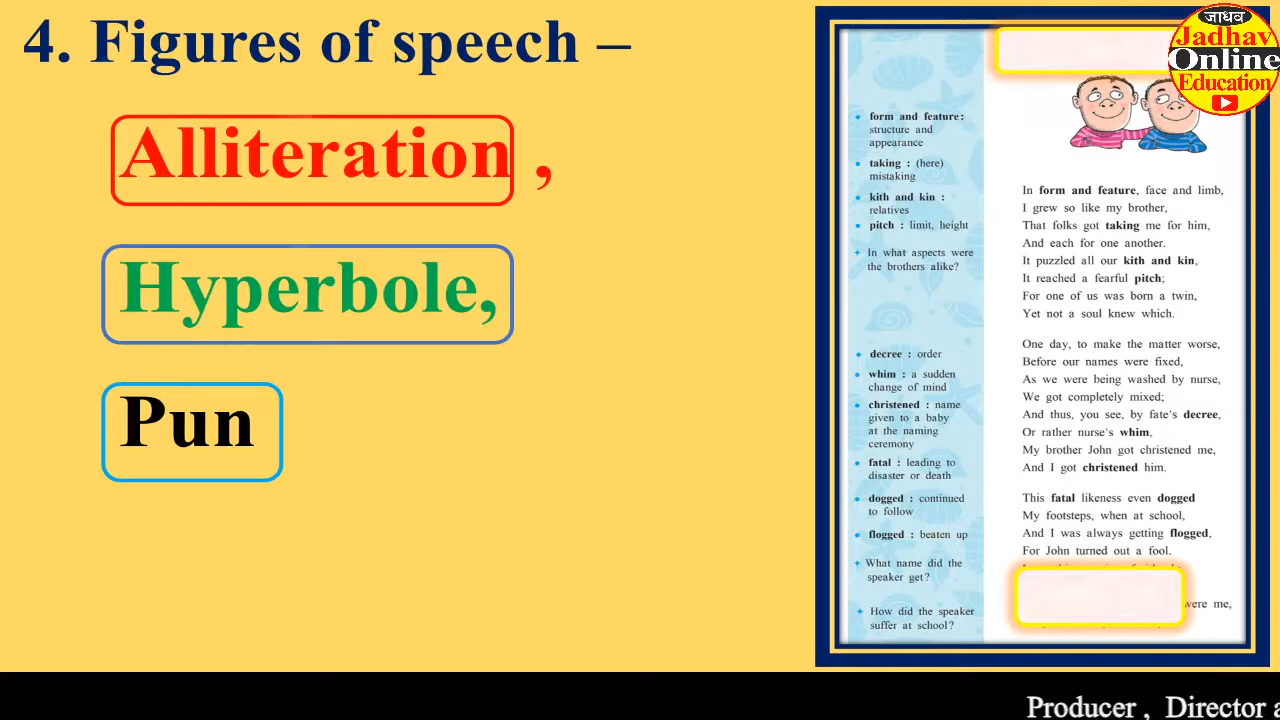 4. Figures of speech –
Alliteration ,
Hyperbole,
Pun
जाधव
Jadhav
Online
Education
form and feature :
structure and
appearance
taking : (here)
mistaking
kith and kin :
relatives
pitch : limit, height
In what aspects were
the brothers alike?
decree : order
whim : a sudden
change of mind
christened : name
given to a baby
at the naming
ceremony
fatal : leading to
disaster or death
dogged : continued
to follow
flogged : beaten up
What name did the
speaker get?
How did the speaker
suffer at school?
In form and feature, face and limb,
I grew so like my brother,
That folks got taking me for him,
And each for one another.
It puzzled all our kith and kin,
It reached a fearful pitch;
For one of us was born a twin,
Yet not a soul knew which.
One day, to make the matter worse,
Before our names were fixed,
As we were being washed by nurse,
We got completely mixed;
And thus, you see, by fate's decree,
Or rather nurse's whim,
My brother John got christened me,
And I got christened him.
This fatal likeness even dogged
My footsteps, when at school,
And I was always getting flogged,
For John turned out a fool.
were me,
Producer , Director